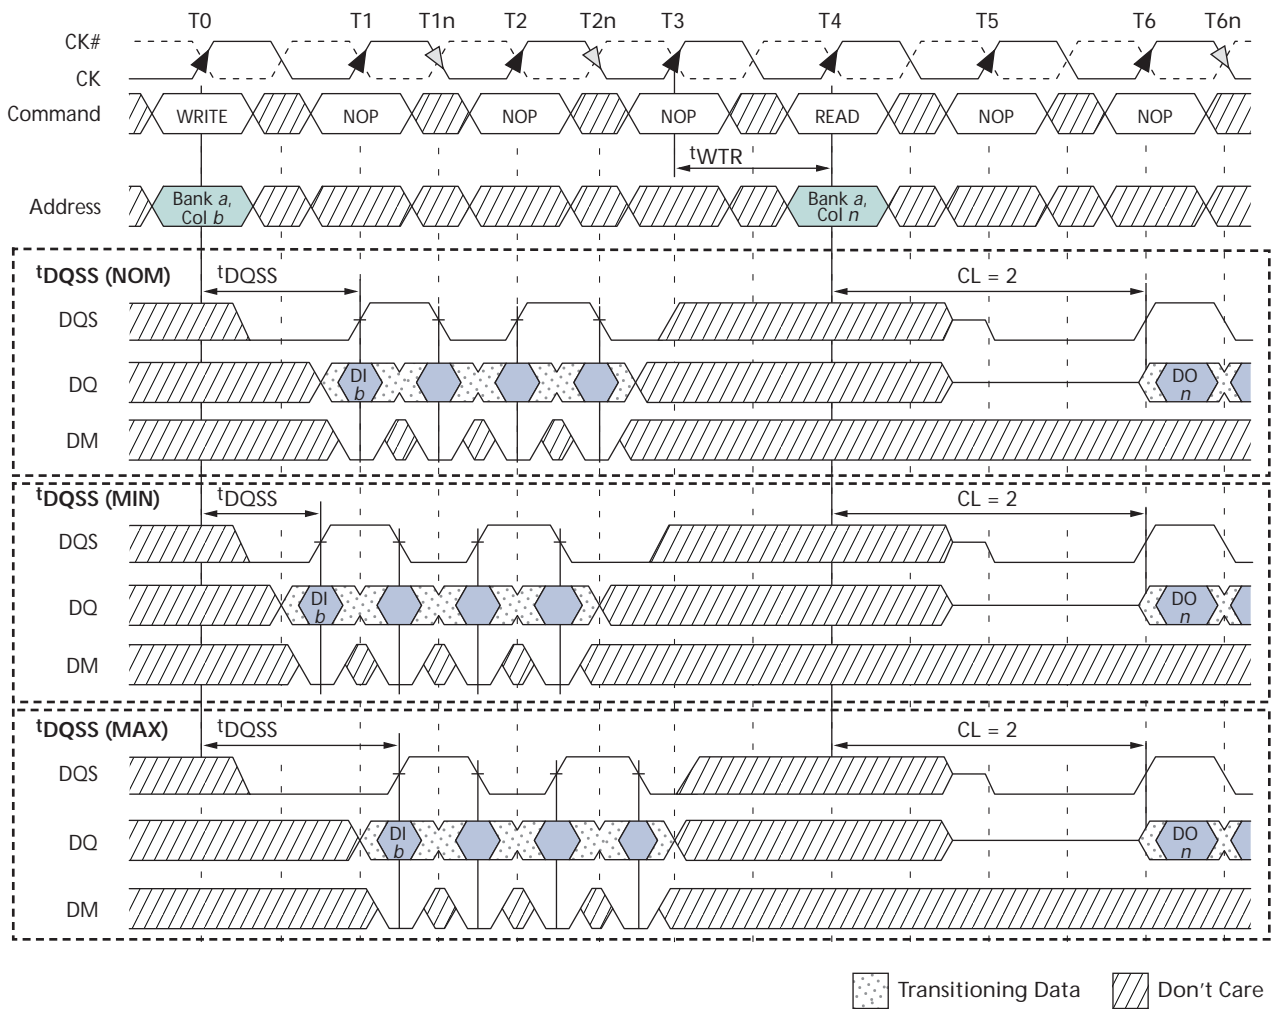 T0 T1 T1n T2 T2n T3 T4 T5 T6 T6n
CK#
CK
Command WRITE NOP NOP NOP READ NOP NOP
tWTR
Address Bank a, Col b Bank a, Col n
tDQSS (NOM) tDQSS CL = 2
DQS
DQ DI b DO n
DM
tDQSS (MIN) tDQSS CL = 2
DQS
DQ DI b DO n
DM
tDQSS (MAX) tDQSS CL = 2
DQS
DQ DI b DO n
DM
Transitioning Data Don't Care